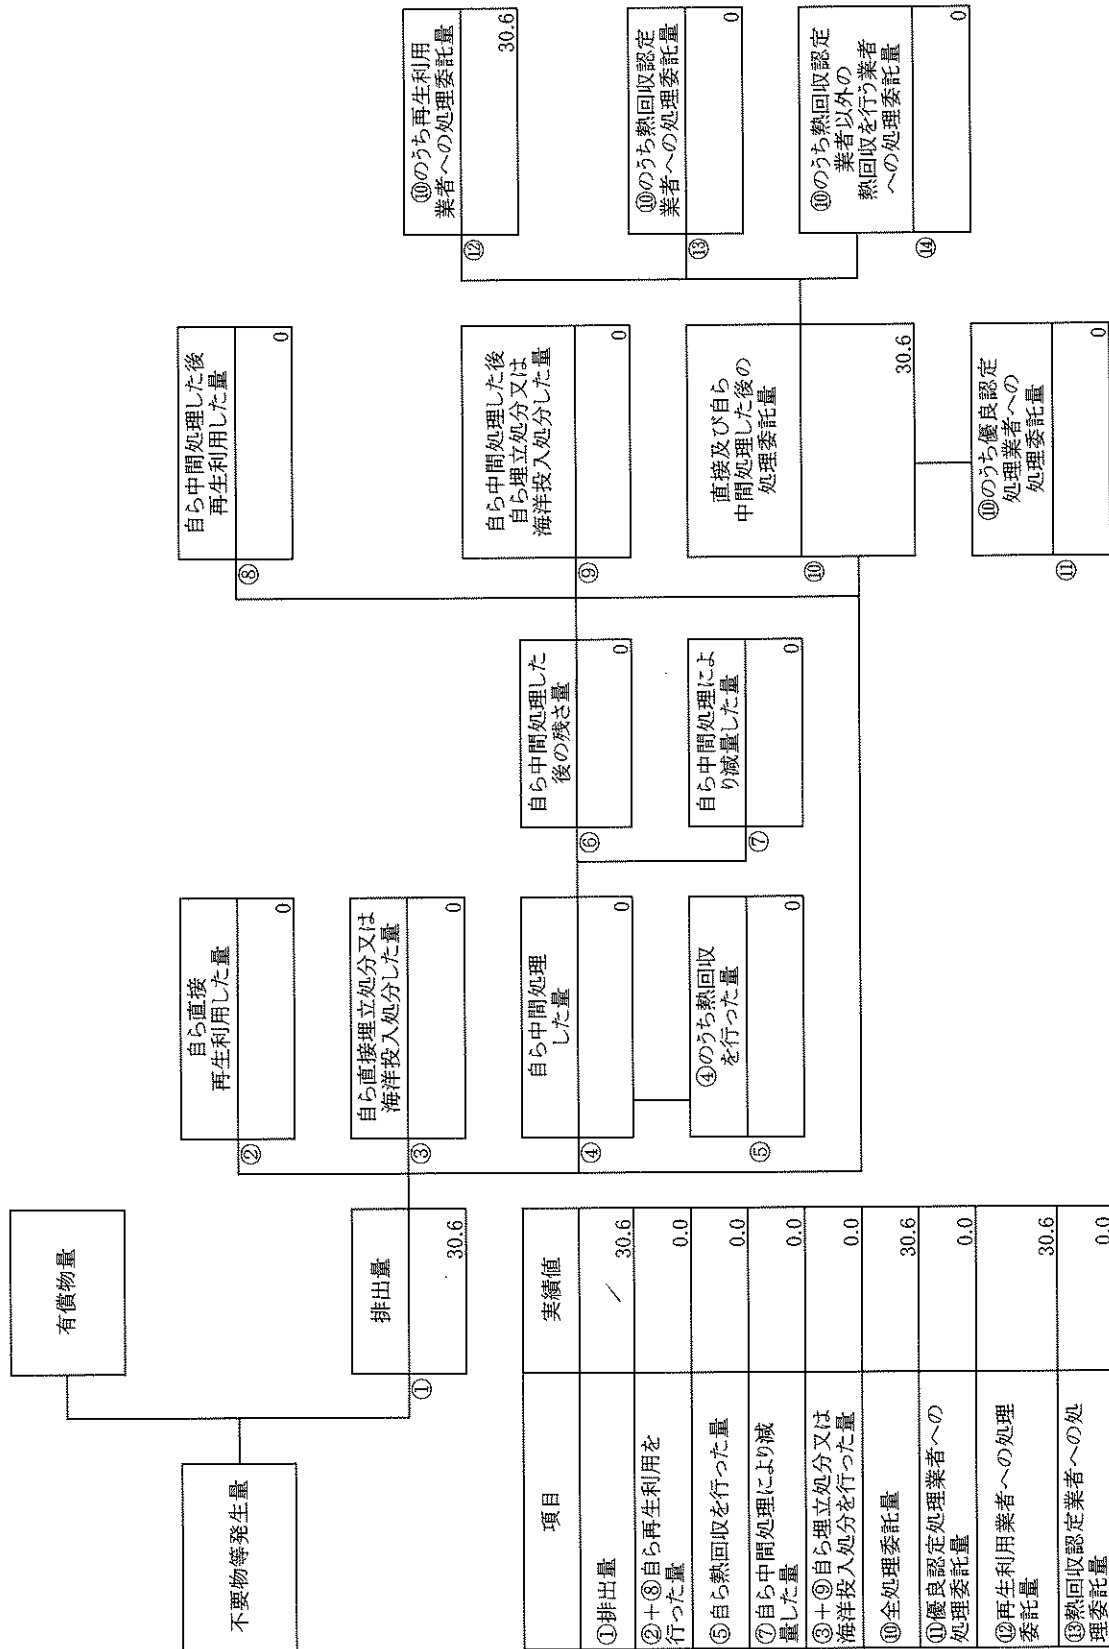 不要物等発生量
有償物量
①
排出量
30.6
②
自ら直接
再生利用した量
0
③
自ら直接埋立処分又は
海洋投入処分した量
0
④
自ら中間処理
した量
0
⑤
④のうち熱回収
を行った量
0
⑥
自ら中間処理した
後の残さ量
0
⑦
自ら中間処理によ
り減量した量
0
⑧
自ら中間処理した後
再生利用した量
0
⑨
自ら中間処理した後
自ら埋立処分又は
海洋投入処分した量
0
⑩
直接及び自ら
中間処理した後の
処理委託量
30.6
⑪
⑩のうち優良認定
処理業者への
処理委託量
0
⑫
⑩のうち再生利用
業者への処理委託量
30.6
⑬
⑩のうち熱回収認定
業者への処理委託量
0
⑭
⑩のうち熱回収認定
業者以外の
熱回収を行う業者
への処理委託量
0
項目 実績値
①排出量 30.6
②+⑧自ら再生利用を
行った量 0.0
⑤自ら熱回収を行った量 0.0
⑦自ら中間処理により減
量した量 0.0
③+⑨自ら埋立処分又は
海洋投入処分を行った量 0.0
⑩全処理委託量 30.6
⑪優良認定処理業者への
処理委託量 0.0
⑫再生利用業者への処理
委託量 30.6
⑬熱回収認定業者への処
理委託量 0.0